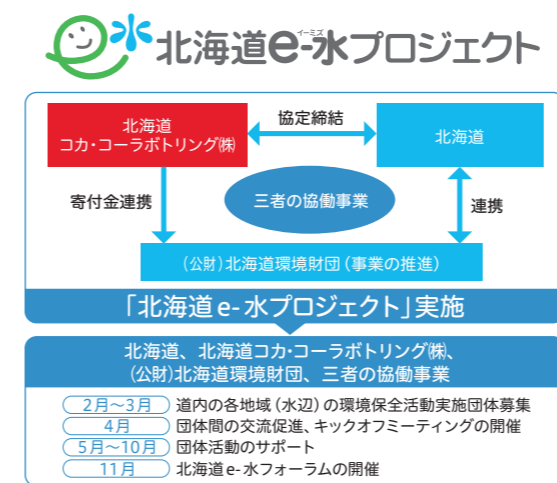 イーミズ
北海道e-水プロジェクト
北海道
コカ・コーラボトリング㈱
協定締結
北海道
寄付金連携
三者の協働事業
連携
(公財)北海道環境財団(事業の推進)
「北海道e-水プロジェクト」実施
北海道、北海道コカ・コーラボトリング㈱、
(公財)北海道環境財団、三者の協働事業
2月〜3月 道内の各地域(水辺)の環境保全活動実施団体募集
4月 団体間の交流促進、キックオフミーティングの開催
5月〜10月 団体活動のサポート
11月 北海道e-水フォーラムの開催